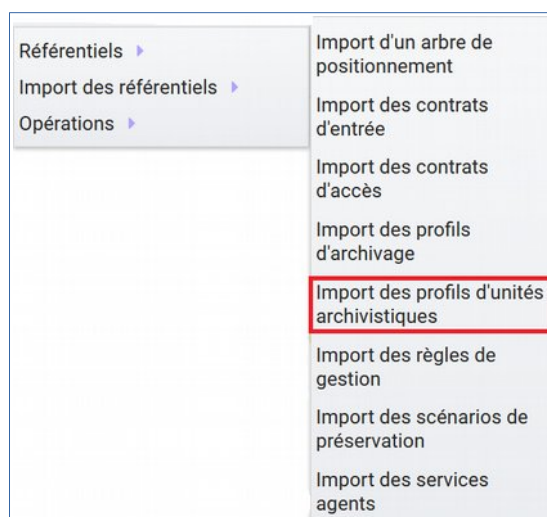 Référentiels
Import des référentiels
Opérations
Import d'un arbre de
positionnement
Import des contrats
d'entrée
Import des contrats
d'accès
Import des profils
d'archivage
Import des profils d'unités
archivistiques
Import des règles de
gestion
Import des scénarios de
préservation
Import des services
agents